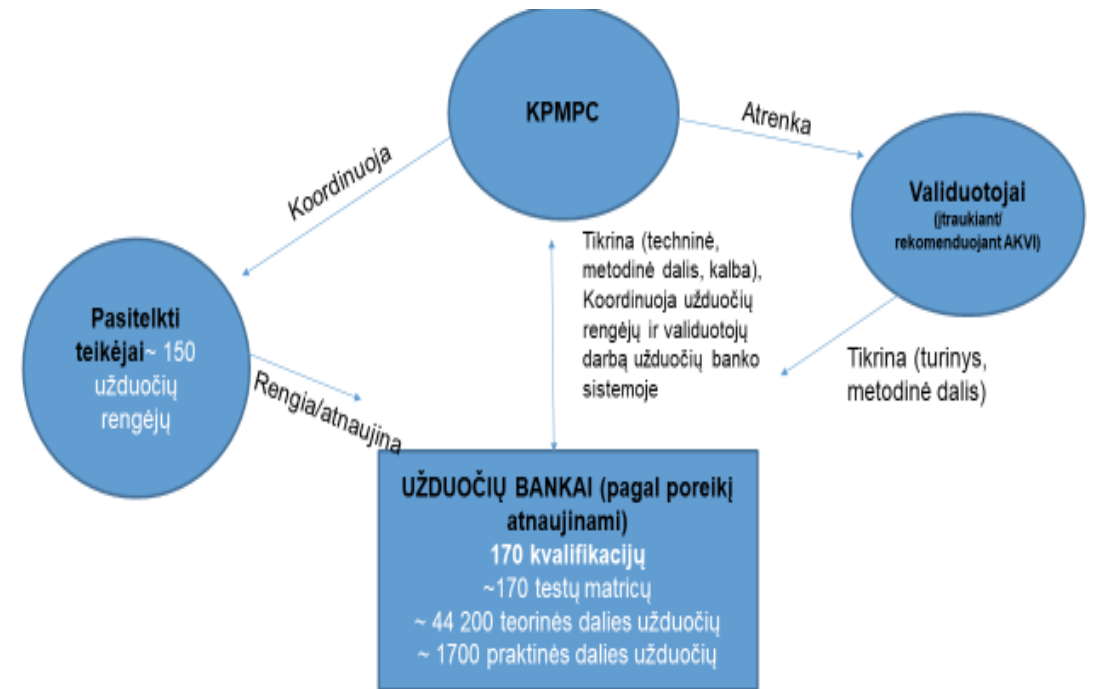 KPMPC
Atrenka
Koordinuoja
Validuotojai
(įtraukiant/
rekomenduojant AKVI)
Tikrina (techninė,
metodinė dalis, kalba),
Koordinuoja užduočių
rengėjų ir validuotojų
darbą užduočių banko
sistemoje
Pasitelkti
teikėjai~ 150
užduočių
rengėjų
Tikrina (turinys,
metodinė dalis)
Rengia/atnaujina
UŽDUOČIŲ BANKAI (pagal poreikį
atnaujinami)
170 kvalifikacijų
~170 testų matricų
~ 44 200 teorinės dalies užduočių
~ 1700 praktinės dalies užduočių